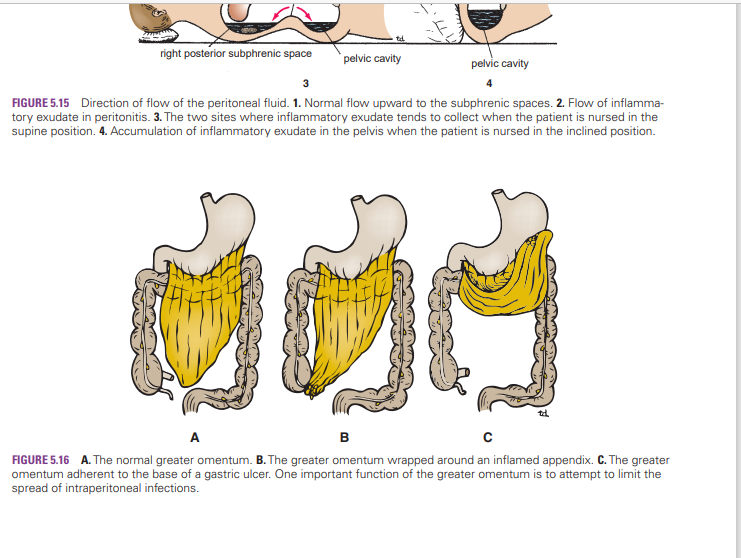 td.
right posterior subphrenic space
pelvic cavity
pelvic cavity
3
4
FIGURE 5.15 Direction of flow of the peritoneal fluid. 1. Normal flow upward to the subphrenic spaces. 2. Flow of inflamma-
tory exudate in peritonitis. 3. The two sites where inflammatory exudate tends to collect when the patient is nursed in the
supine position. 4. Accumulation of inflammatory exudate in the pelvis when the patient is nursed in the inclined position.
td.
A
B
C
FIGURE 5.16 A. The normal greater omentum. B. The greater omentum wrapped around an inflamed appendix. C. The greater
omentum adherent to the base of a gastric ulcer. One important function of the greater omentum is to attempt to limit the
spread of intraperitoneal infections.